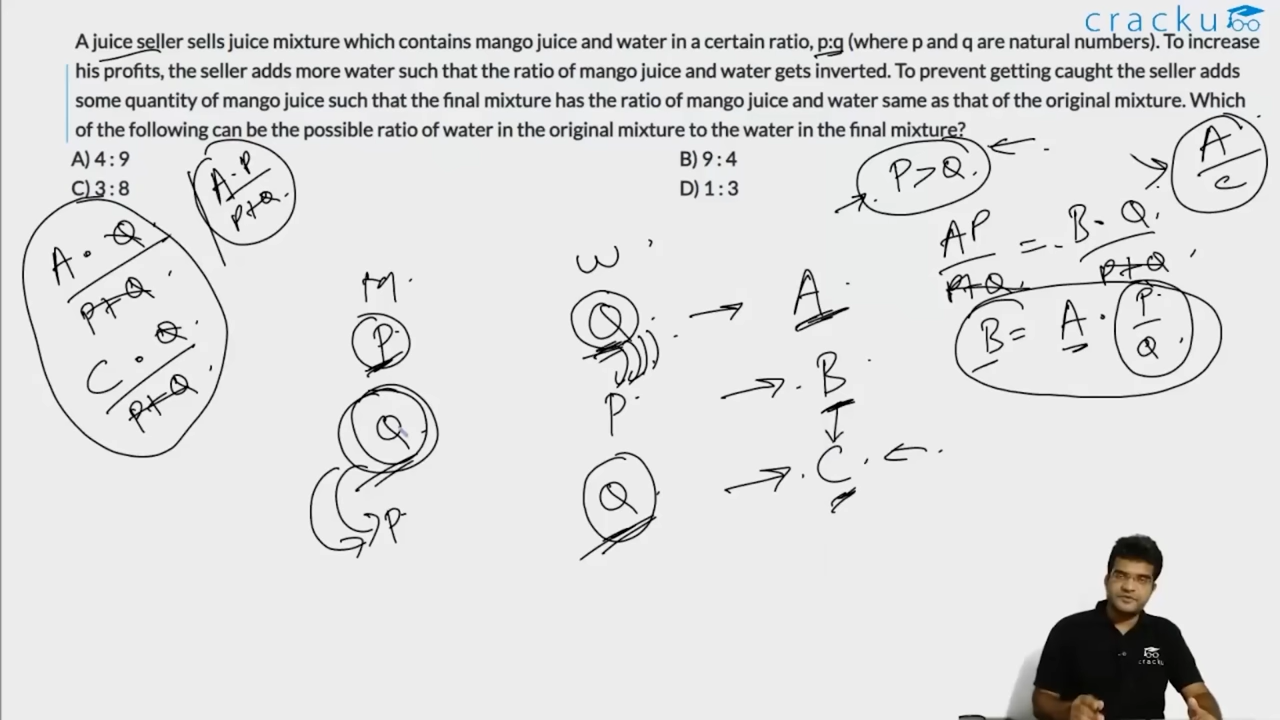 cracku
A juice seller sells juice mixture which contains mango juice and water in a certain ratio, p:q (where p and q are natural numbers). To increase
his profits, the seller adds more water such that the ratio of mango juice and water gets inverted. To prevent getting caught the seller adds
some quantity of mango juice such that the final mixture has the ratio of mango juice and water same as that of the original mixture. Which
of the following can be the possible ratio of water in the original mixture to the water in the final mixture?
A) 4 : 9
B) 9 : 4
C) 3 : 8
D) 1 : 3
A.P
P+Q
P>Q
A
C
A.Q
P+Q
C.Q
P+Q
M
W
P
Q
A
Q
P
B
P
Q
C
AP
P+Q
=
B.Q
P+Q
B = A . P
Q
cracku